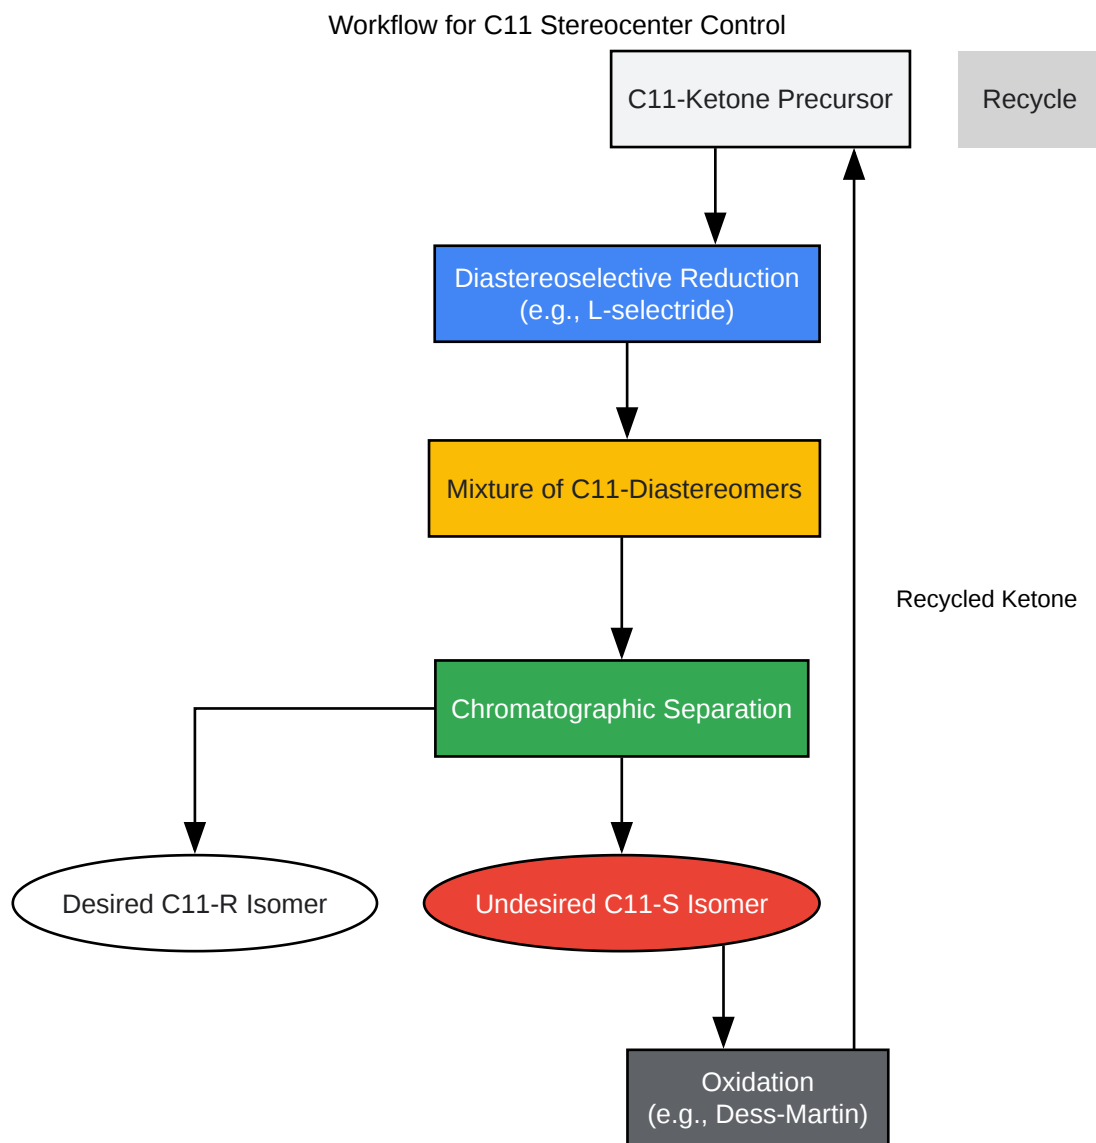 Workflow for C11 Stereocenter Control
C11-Ketone Precursor
Recycle
Diastereoselective Reduction
(e.g., L-selectride)
Mixture of C11-Diastereomers
Recycled Ketone
Chromatographic Separation
Desired C11-R Isomer
Undesired C11-S Isomer
Oxidation
(e.g., Dess-Martin)